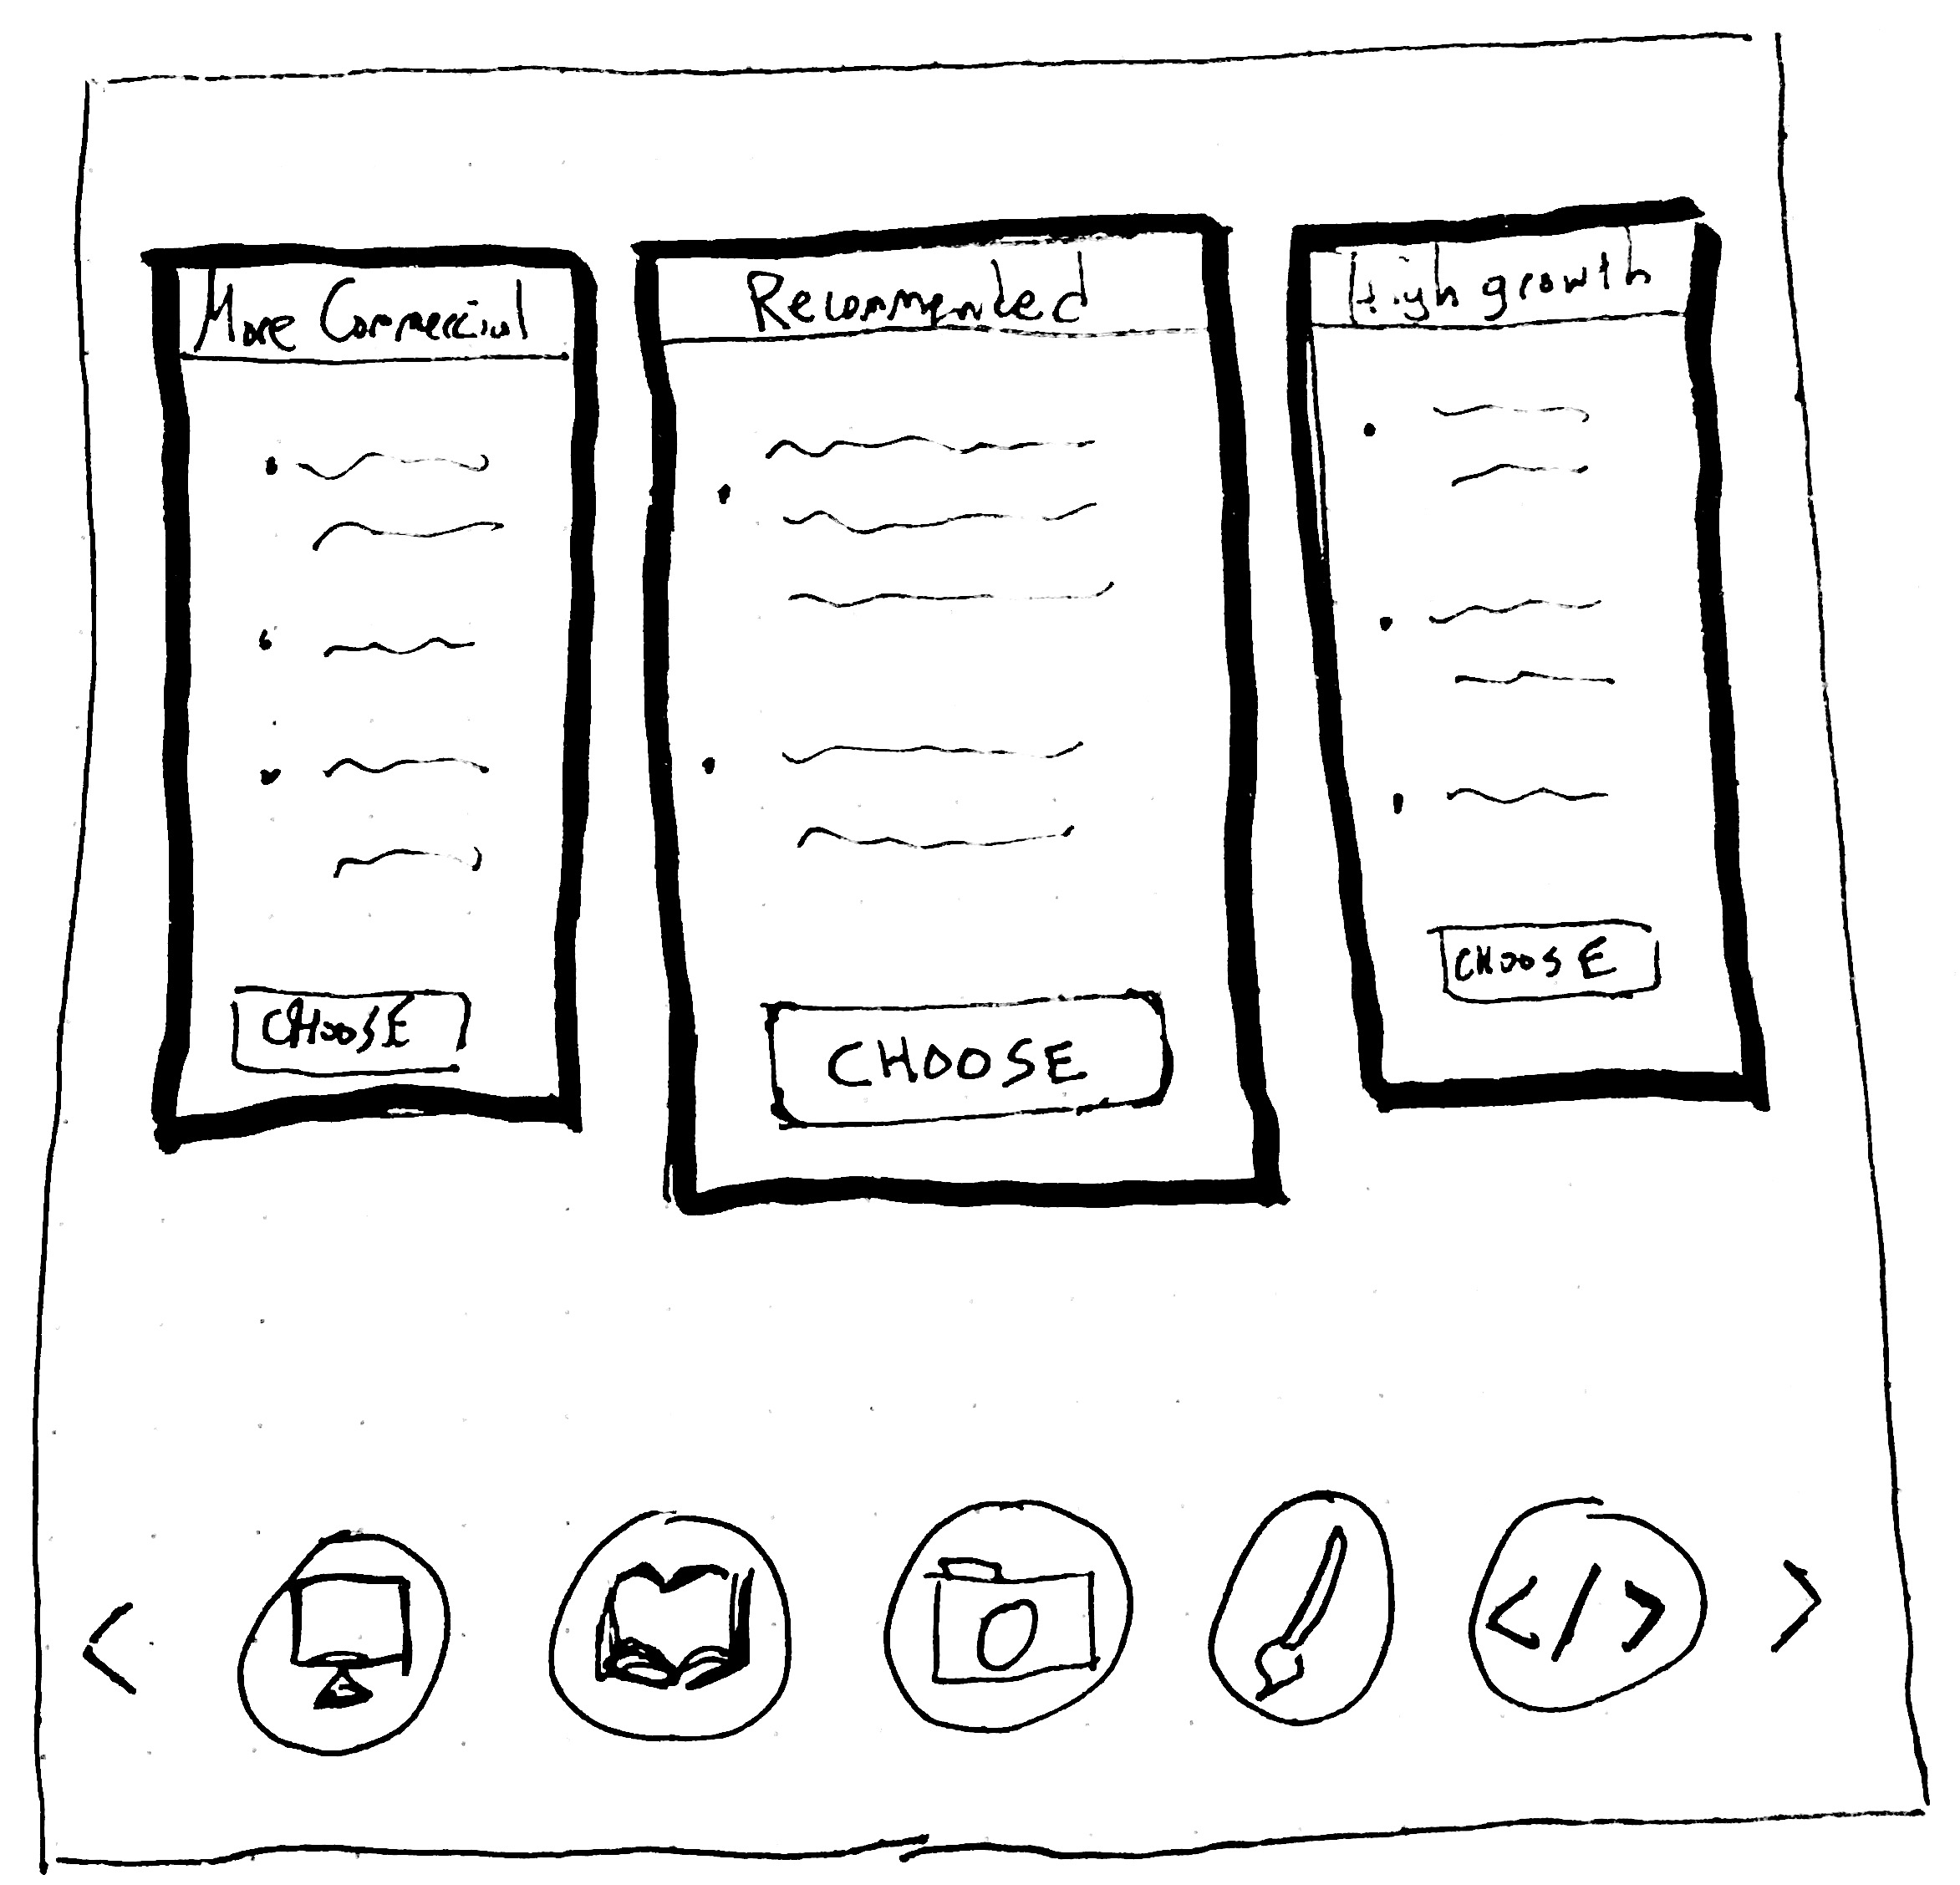 More Commercial
Recommended
High growth
CHOOSE
CHOOSE
CHOOSE
<
</>
>